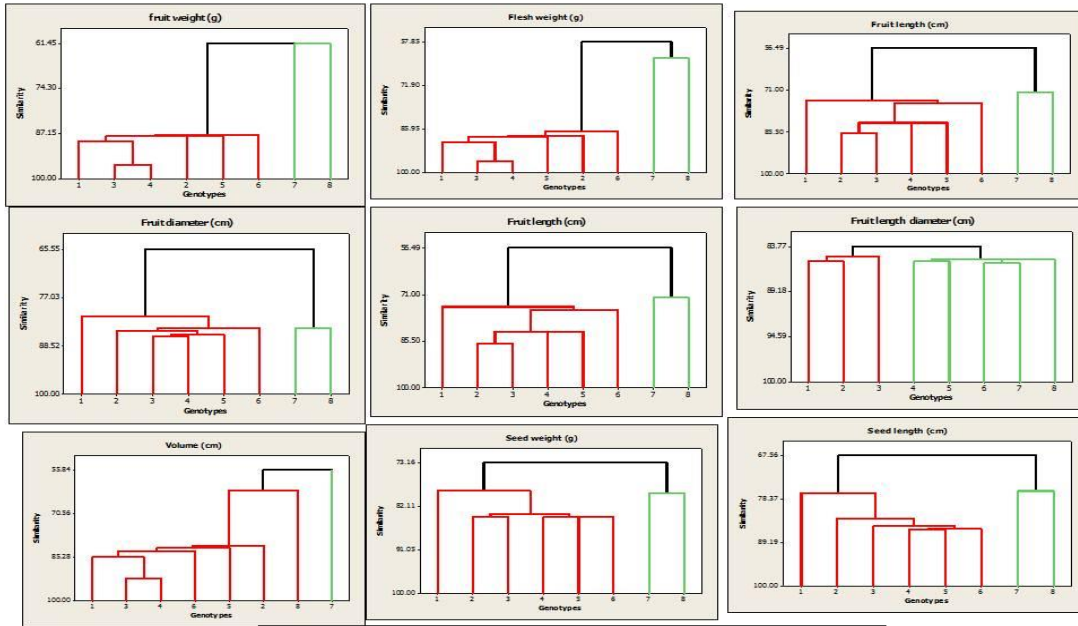 fruit weight (g)
61.45
74.30
87.15
100.00
Similarity
1 3 4 2 5 6 7 8
Genotypes
Flesh weight (g)
57.85
71.90
85.95
100.00
Similarity
1 3 4 5 2 6 7 8
Genotypes
Fruit length (cm)
56.49
71.00
85.50
100.00
Similarity
1 2 3 4 5 6 7 8
Genotypes
Fruit diameter (cm)
65.55
77.03
88.52
100.00
Similarity
1 2 3 4 5 6 7 8
Genotypes
Fruit length (cm)
56.49
71.00
85.50
100.00
Similarity
1 2 3 4 5 6 7 8
Genotypes
Fruit length diameter (cm)
83.77
89.18
94.59
100.00
Similarity
1 2 3 4 5 6 7 8
Genotypes
Volume (cm)
55.84
70.56
85.28
100.00
Similarity
1 3 4 6 5 2 8 7
Genotypes
Seed weight (g)
73.16
82.11
91.05
100.00
Similarity
1 2 3 4 5 6 7 8
Genotypes
Seed length (cm)
67.56
78.37
89.19
100.00
Similarity
1 2 3 4 5 6 7 8
Genotypes